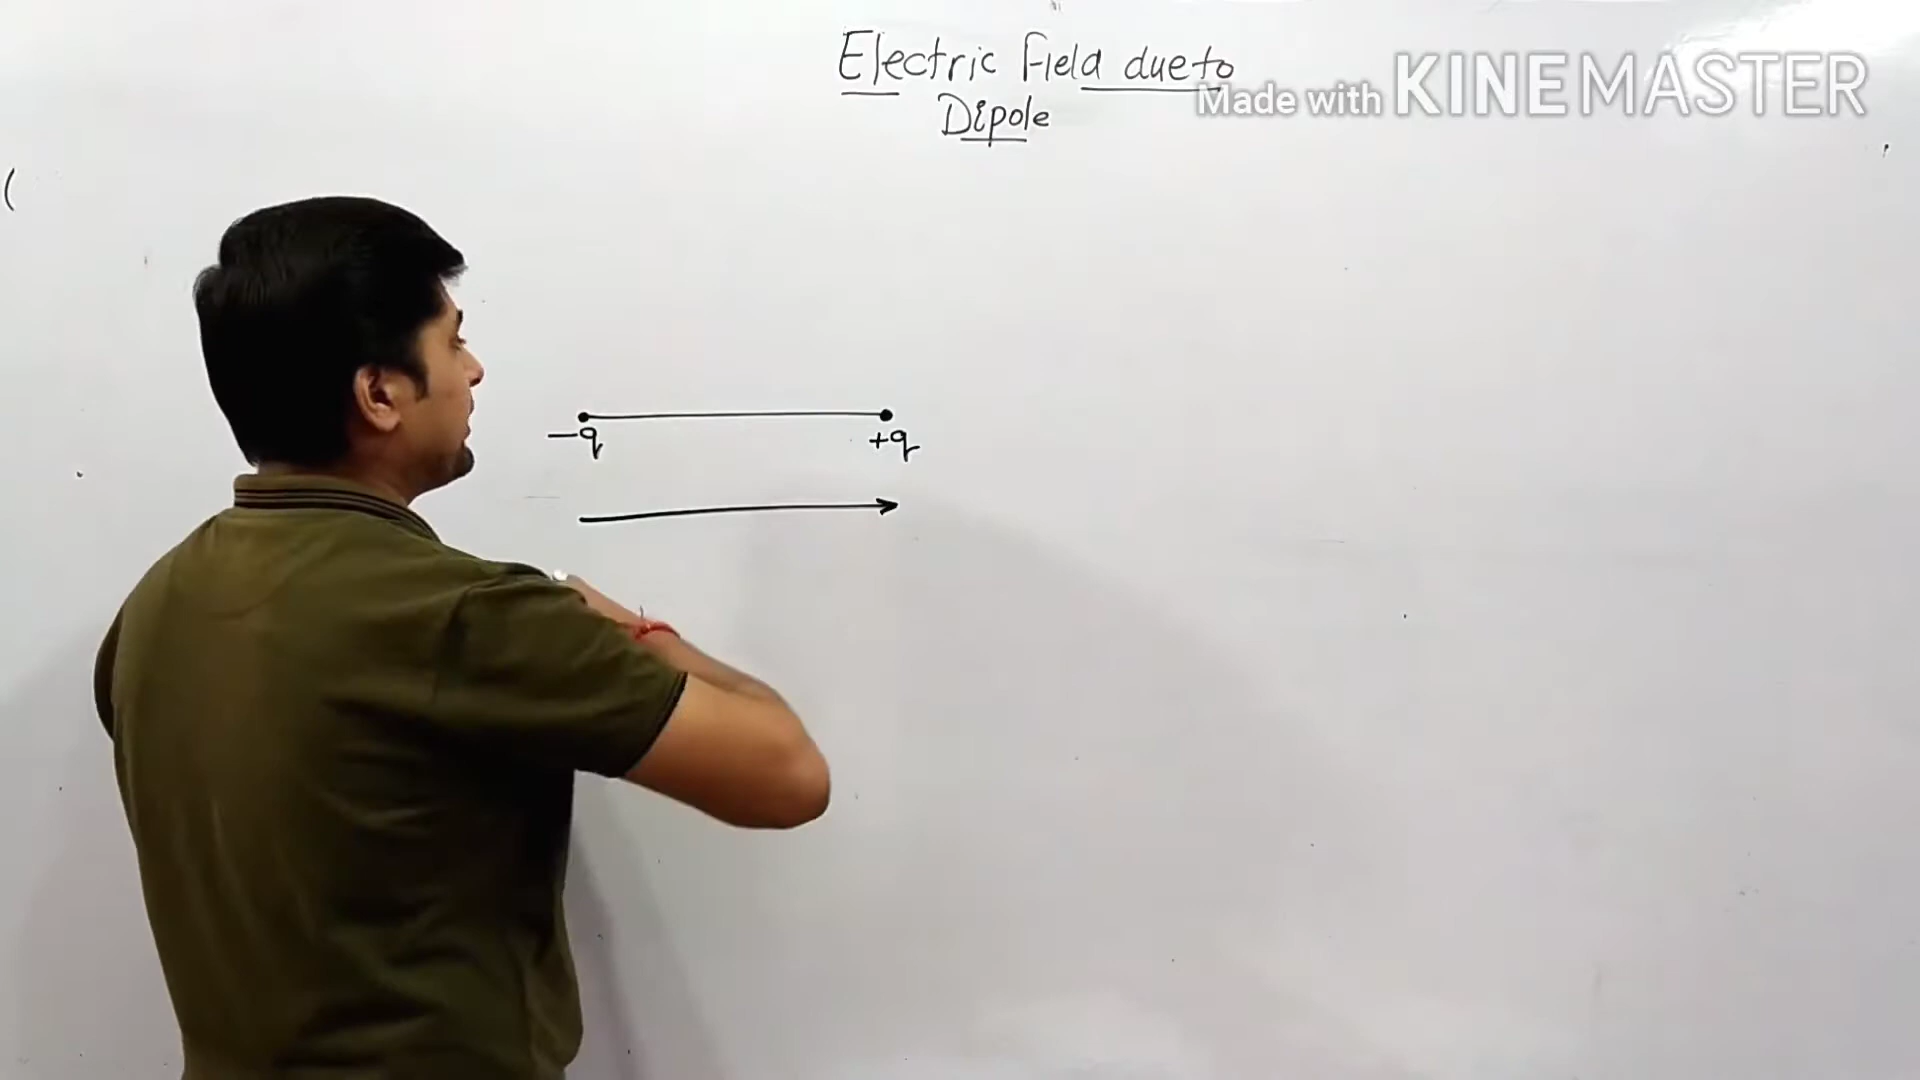 Electric Field due to
Dipole
Made with KINEMASTER
(
-q
+q